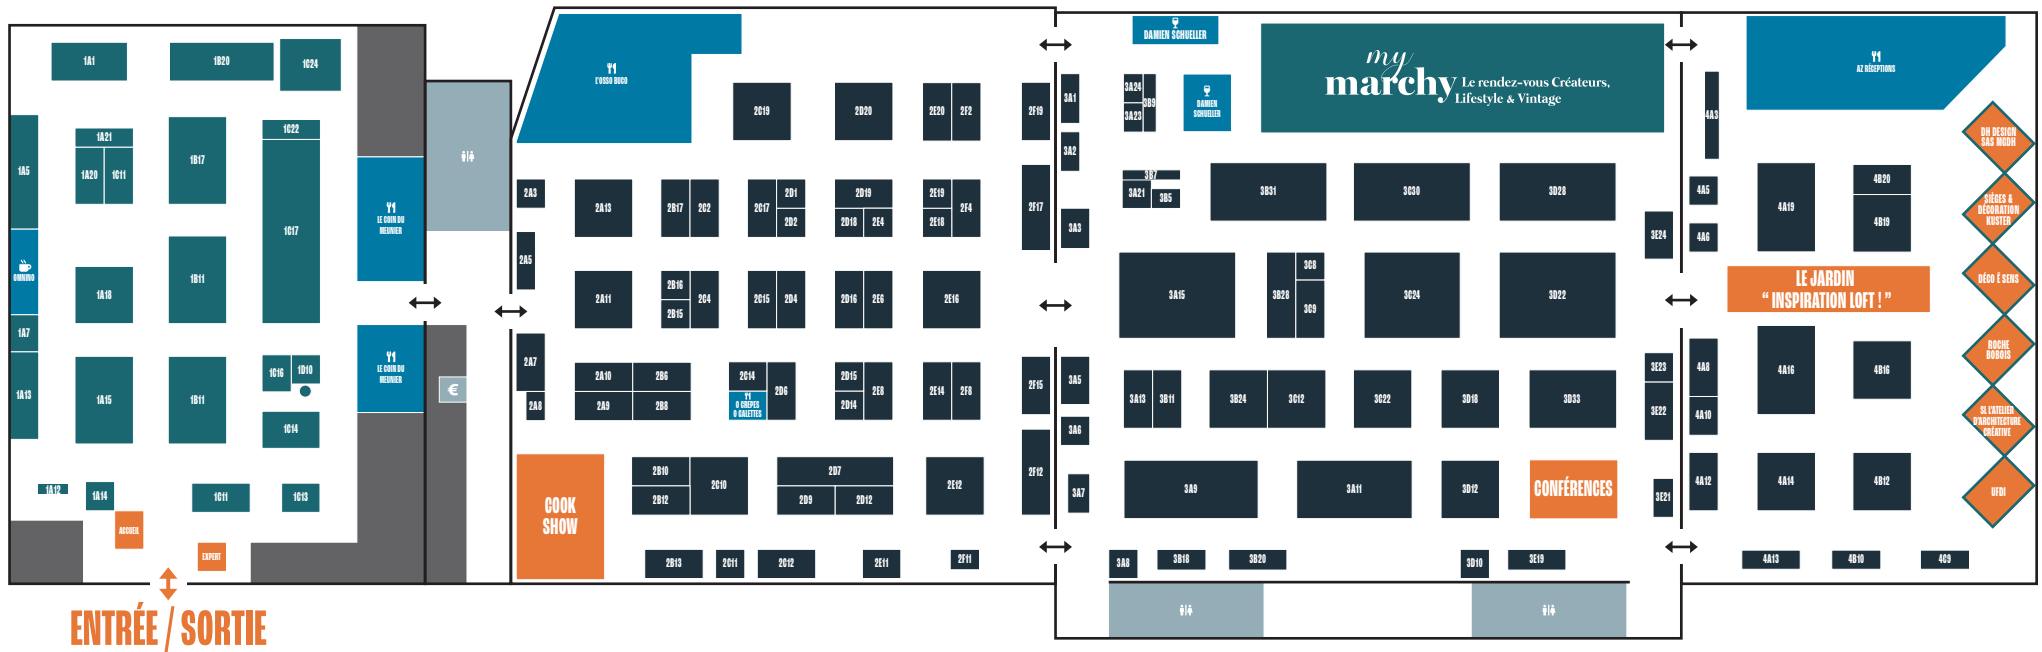 1A1
1B20
1C24
1A5
1A21
1A20
1C11
1B17
1C22
1C17
OMNINO
1A18
1B11
1A7
1A13
1A15
1B11
1C16
1D10
1C14
1A12
1A14
1C11
1C13
ACCUEIL
EXPERT
ENTRÉE / SORTIE
LE COIN DU
MEUNIER
LE COIN DU
MEUNIER
€
L'OSSO BUCO
2C19
2D20
2E20
2F2
2F19
2A3
2A13
2B17
2C2
2C17
2D1
2D2
2D19
2D18
2E4
2E19
2E18
2F4
2F17
2A5
2A11
2B16
2B15
2C4
2C15
2D4
2D16
2E6
2E16
2A7
2A8
2A10
2B6
2A9
2B8
2C14
O CREPES
O GALETTES
2D6
2D15
2D14
2E8
2E14
2F8
2F15
COOK
SHOW
2B10
2B12
2C10
2D7
2D9
2D12
2E12
2F12
2B13
2C11
2C12
2E11
2F11
DAMIEN SCHUELLER
3A1
3A24
3A23
3B9
DAMIEN
SCHUELLER
my
marchy
Le rendez-vous Créateurs,
Lifestyle & Vintage
3A2
3B7
3A21
3B5
3A3
3B31
3C30
3D28
3E24
3A15
3B28
3C8
3C9
3C24
3D22
3A5
3A13
3B11
3B24
3C12
3C22
3D18
3D33
3E23
3E22
3A6
3A7
3A9
3A11
3D12
CONFÉRENCES
3E21
3A8
3B18
3B20
3D10
3E19
AZ RÉCEPTIONS
4A3
4A5
4A6
4A19
4B20
4B19
LE JARDIN
“ INSPIRATION LOFT ! ”
4A8
4A10
4A16
4B16
4A12
4A14
4B12
4A13
4B10
4C9
DH DESIGN
SAS MGDH
SIÈGES &
DÉCORATION
KUSTER
DÉCO É SENS
ROCHE
BOBOIS
SL L'ATELIER
D'ARCHITECTURE
CRÉATIVE
UFDI